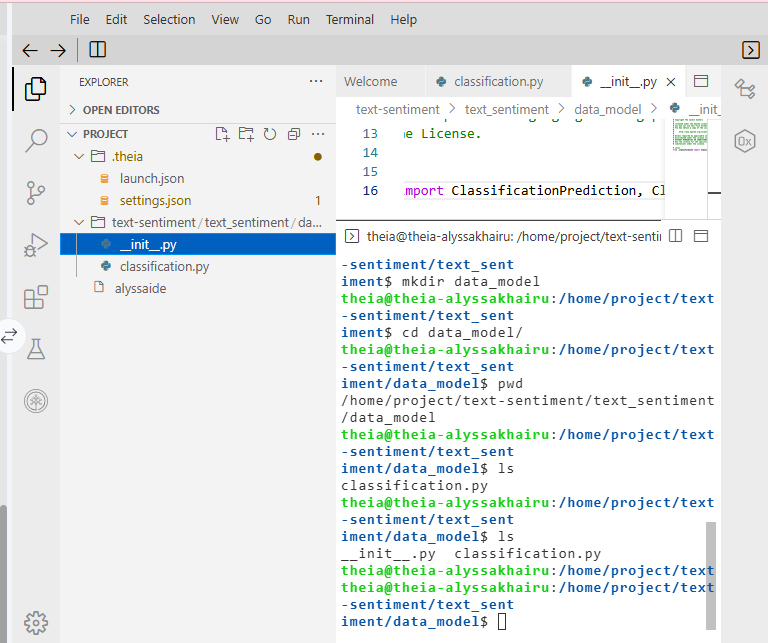 File Edit Selection View Go Run Terminal Help
EXPLORER
OPEN EDITORS
PROJECT
.theia
launch.json
settings.json 1
text-sentiment / text_sentiment / da...
__init__.py
classification.py
alyssaide
Welcome classification.py __init__.py
text-sentiment > text_sentiment > data_model > __init_
13 e License.
14
15
16 mport ClassificationPrediction, Cl
theia@theia-alyssakhairu: /home/project/text-sentin
-sentiment/text_sent
iment$ mkdir data_model
theia@theia-alyssakhairu:/home/project/text
-sentiment/text_sent
iment$ cd data_model/
theia@theia-alyssakhairu:/home/project/text
-sentiment/text_sent
iment/data_model$ pwd
/home/project/text-sentiment/text_sentiment
/data_model
theia@theia-alyssakhairu:/home/project/text
-sentiment/text_sent
iment/data_model$ ls
classification.py
theia@theia-alyssakhairu:/home/project/text
-sentiment/text_sent
iment/data_model$ ls
__init__.py classification.py
theia@theia-alyssakhairu:/home/project/text
theia@theia-alyssakhairu:/home/project/text
-sentiment/text_sent
iment/data_model$
0x